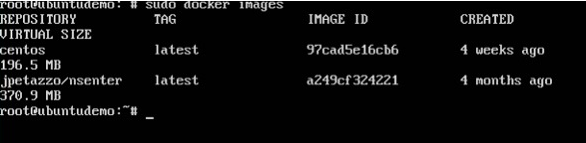 root@ubuntudemo:~# sudo docker images
REPOSITORY TAG IMAGE ID CREATED
VIRTUAL SIZE
centos latest 97cad5e16cb6 4 weeks ago
196.5 MB
jpetazzo/nsenter latest a249cf324221 4 months ago
370.9 MB
root@ubuntudemo:~# _